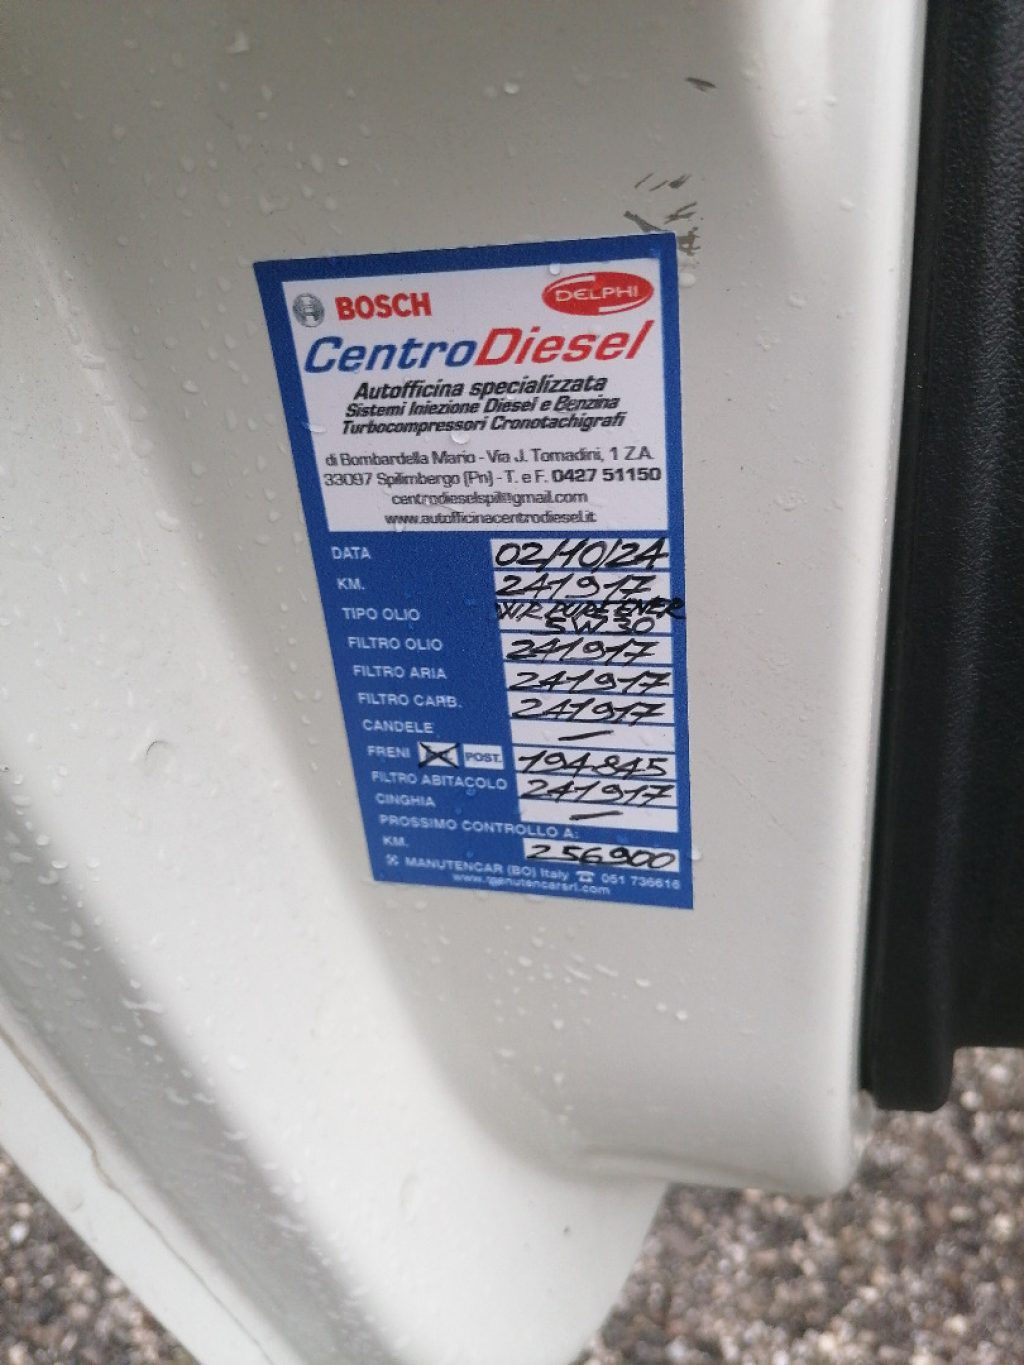 BOSCH
DELPHI
CentroDiesel
Autofficina specializzata
Sistemi Iniezione Diesel e Benzina
Turbocompressori Cronotachigrafi
di Bombardella Mario - Via J. Tomadini, 1 Z.A.
33097 Spilimbergo (Pn) - T. e F. 0427 51150
centrodieselspil@gmail.com
www.autofficinacentrodiesel.it
DATA 02/10/24
KM. 241917
TIPO OLIO
5W30
FILTRO OLIO 241917
FILTRO ARIA 241917
FILTRO CARB. 241917
CANDELE —
FRENI POST. 194845
FILTRO ABITACOLO 241917
CINGHIA —
PROSSIMO CONTROLLO A:
KM. 256900
MANUTENCAR (BO) Italy ☎ 051 736616
www.manutencarsrl.com